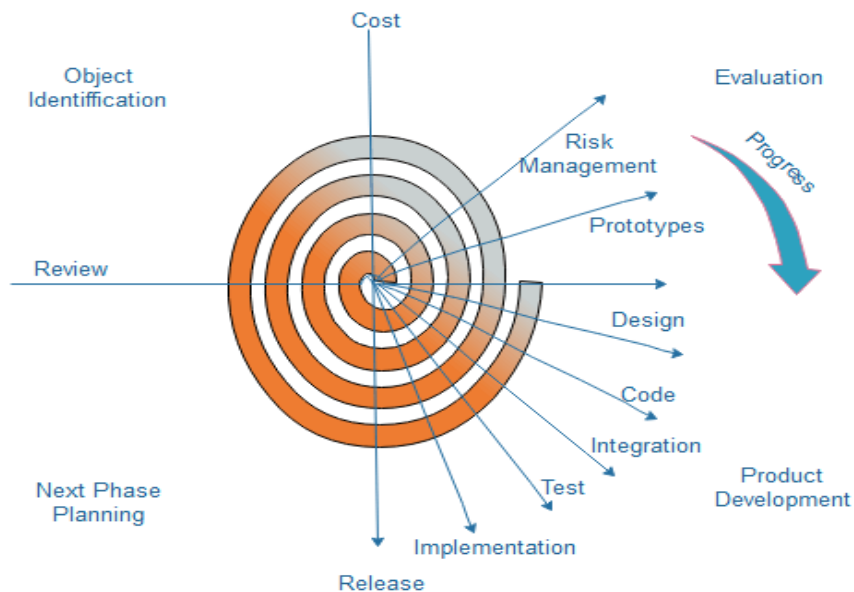 Cost
Object
Identiffication
Evaluation
Risk
Management
Progress
Prototypes
Review
Design
Code
Integration
Next Phase
Planning
Test
Product
Development
Implementation
Release